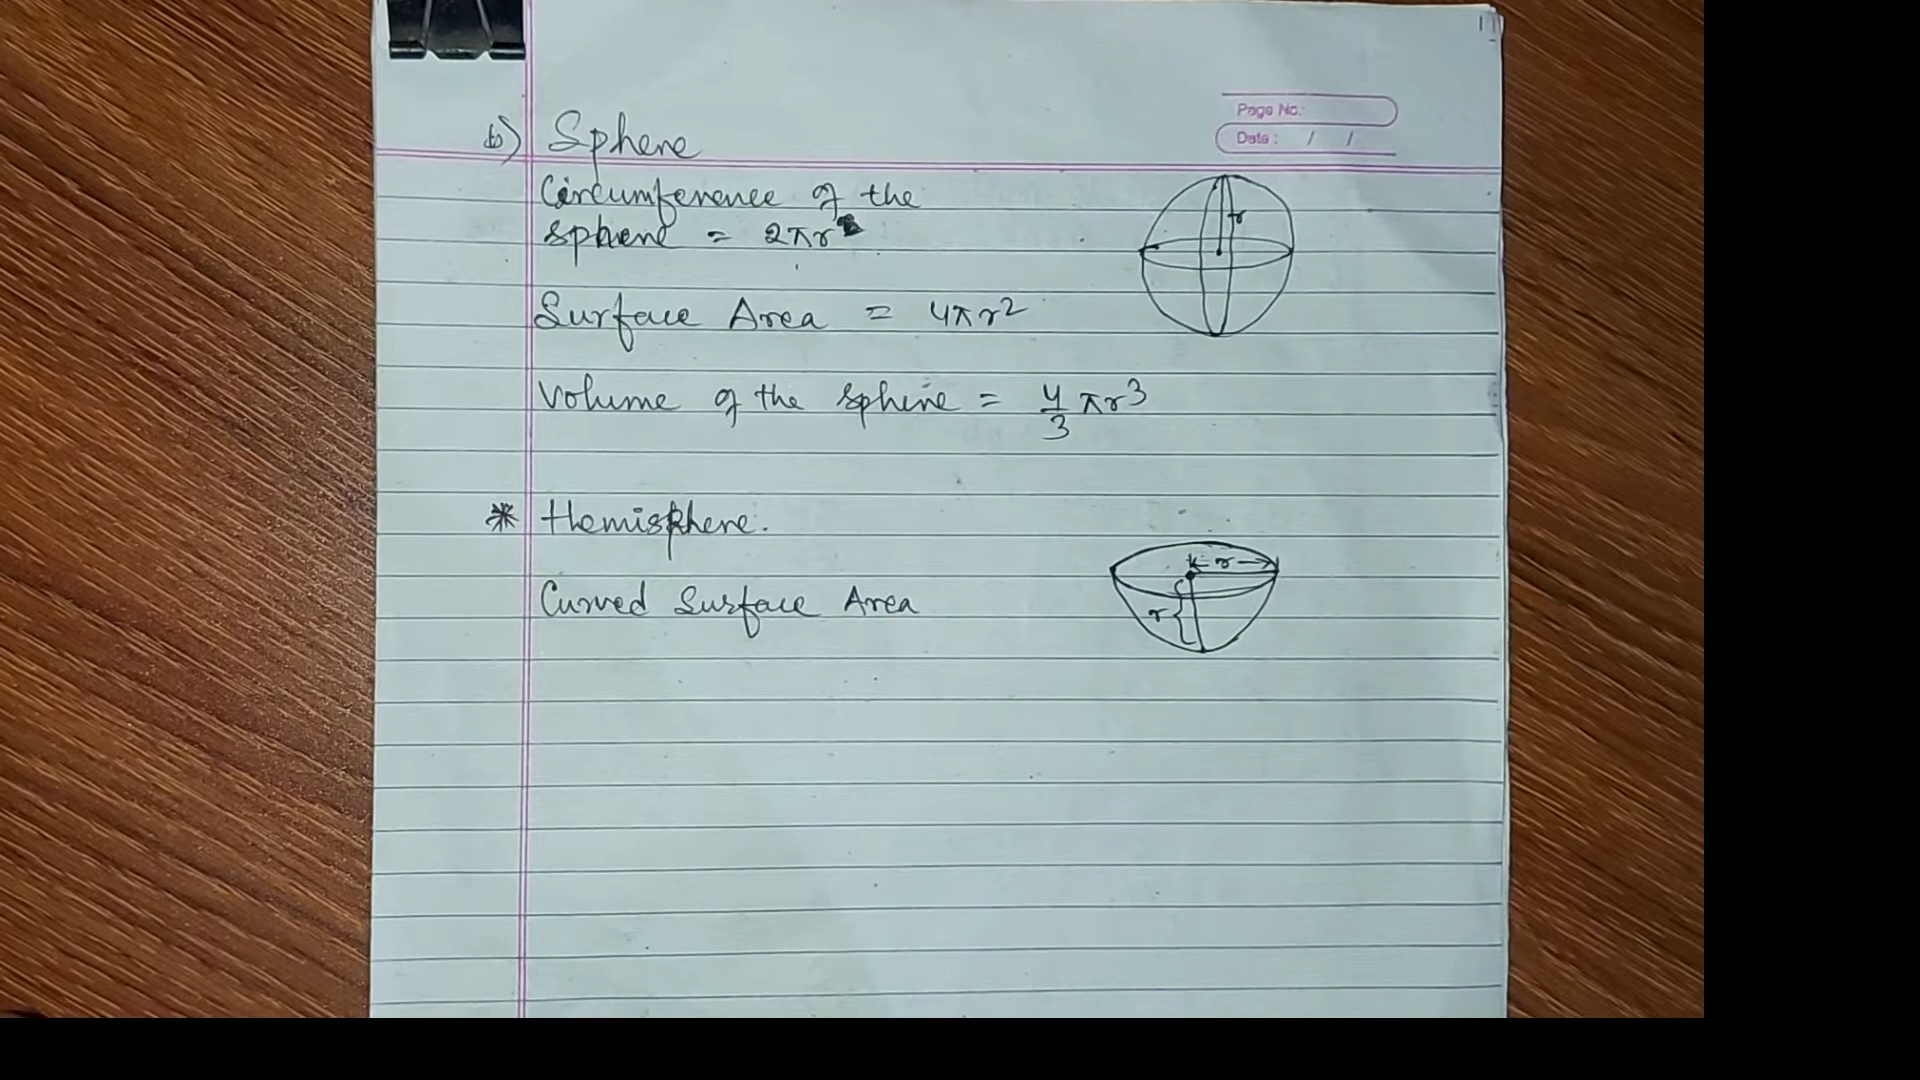 Page No.
Date : / /
b) Sphere
Circumference of the
sphere = 2πr
Surface Area = 4πr²
Volume of the sphere = 4/3 πr³
* Hemisphere.
Curved Surface Area
r
r
r